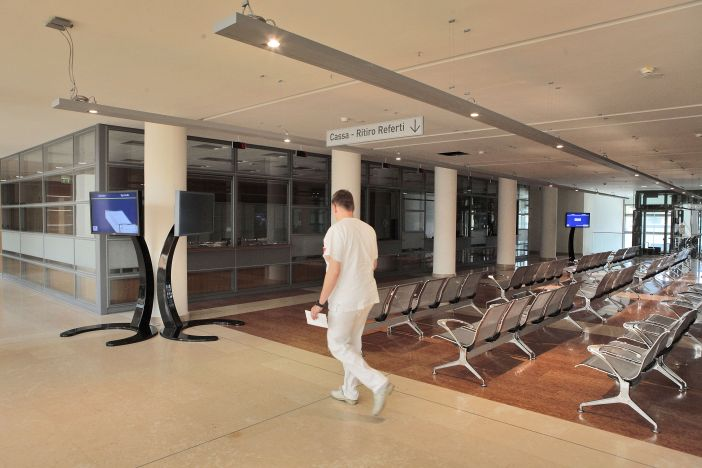 Cassa - Ritiro Referti ↓